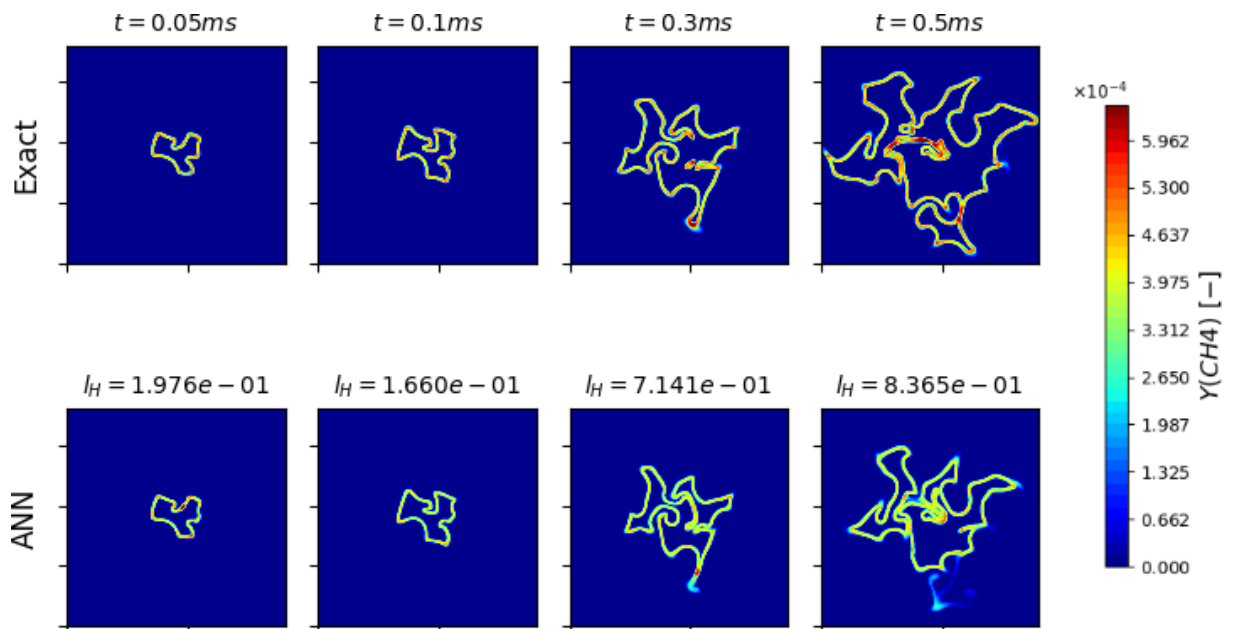 t = 0.05ms
t = 0.1ms
t = 0.3ms
t = 0.5ms
Exact
×10⁻⁴
5.962
5.300
4.637
3.975
3.312
2.650
1.987
1.325
0.662
0.000
Y(CH4) [−]
l_H = 1.976e − 01
l_H = 1.660e − 01
l_H = 7.141e − 01
l_H = 8.365e − 01
ANN